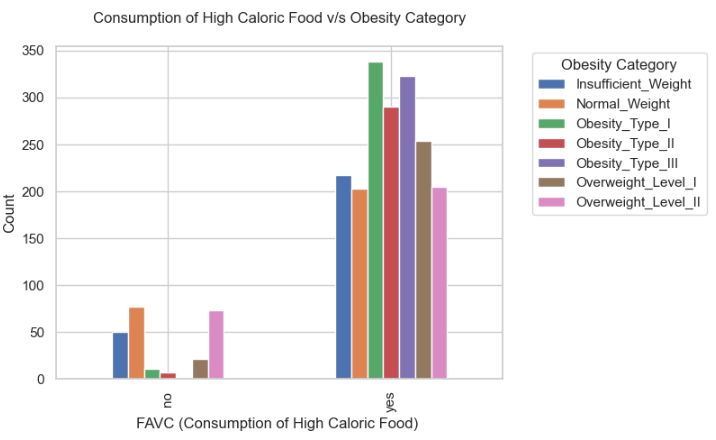 Consumption of High Caloric Food v/s Obesity Category
350
300
250
200
150
100
50
0
Count
no
yes
FAVC (Consumption of High Caloric Food)
Obesity Category
Insufficient_Weight
Normal_Weight
Obesity_Type_I
Obesity_Type_II
Obesity_Type_III
Overweight_Level_I
Overweight_Level_II